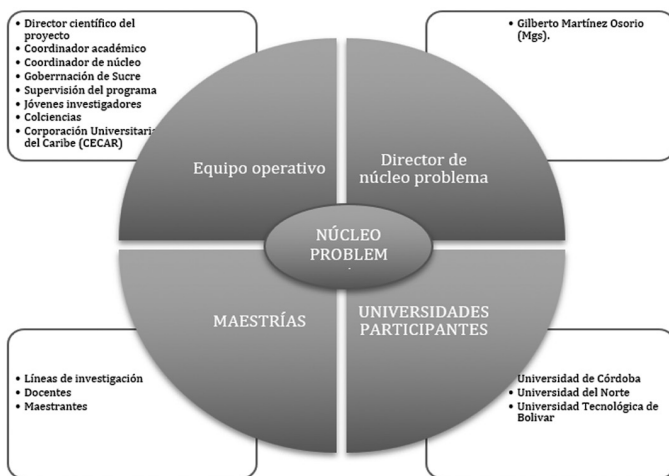 • Director científico del
proyecto
• Coordinador académico
• Coordinador de núcleo
• Goberrnación de Sucre
• Supervisión del programa
• Jóvenes investigadores
• Colciencias
• Corporación Universitaria
del Caribe (CECAR)
• Gilberto Martínez Osorio
(Mgs).
Equipo operativo
Director de
núcleo problema
NÚCLEO
PROBLEM
.
MAESTRÍAS
UNIVERSIDADES
PARTICIPANTES
• Líneas de investigación
• Docentes
• Maestrantes
Universidad de Córdoba
• Universidad del Norte
• Universidad Tecnológica de
Bolivar